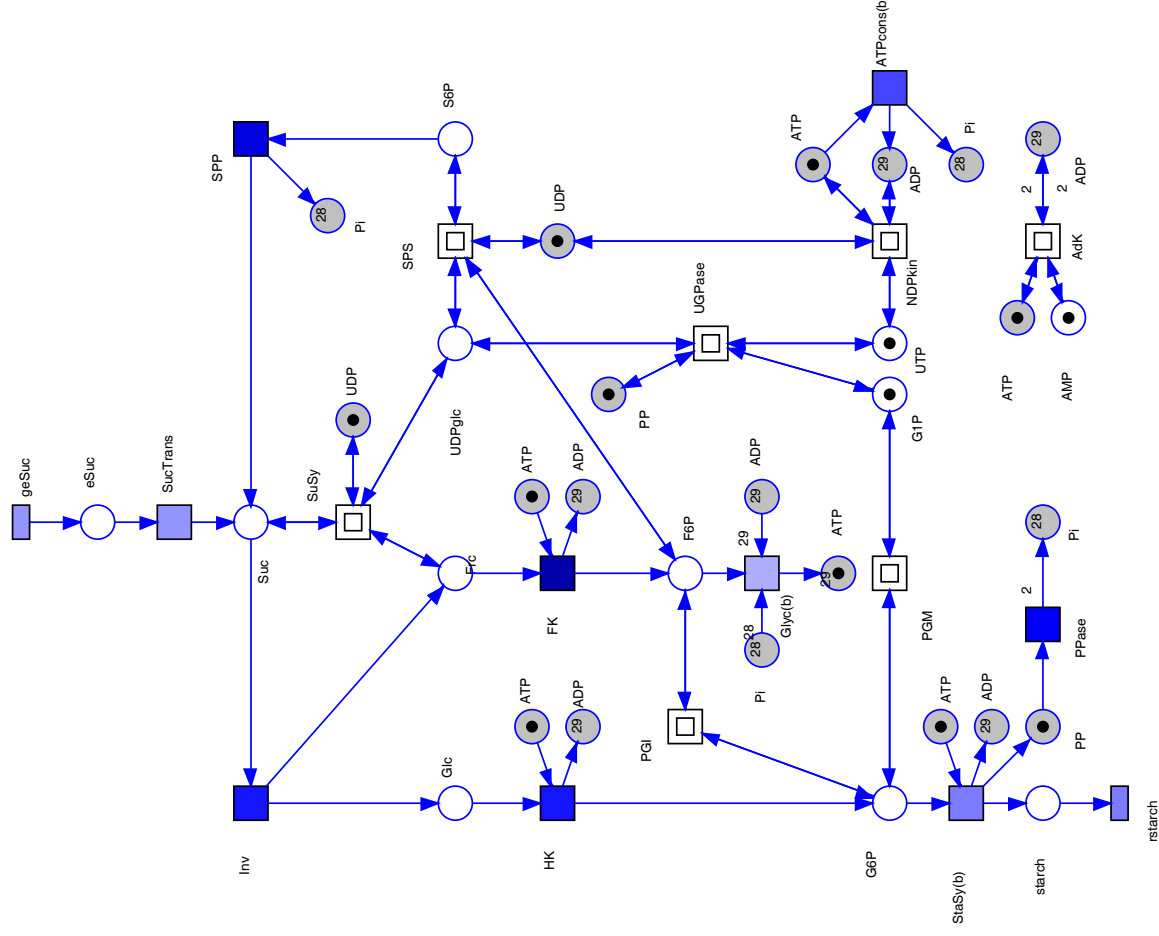 geSuc
eSuc
SucTrans
SPP
S6P
28
Pi
Suc
SuSy
UDP
SPS
UDP
UDPglc
Frc
ATP
ADP
29
FK
ATP
ADP
29
HK
Glc
Inv
UGPase
PP
F6P
PGI
29
ADP
29
28
28
Pi
Glyc(b)
ATP
29
ATPcons(b
ATP
29
ADP
28
Pi
NDPkin
UTP
G1P
PGM
G6P
ATP
ADP
29
StaSy(b)
PP
PPase
2
28
Pi
starch
rstarch
ATP
AMP
AdK
2
2
29
ADP